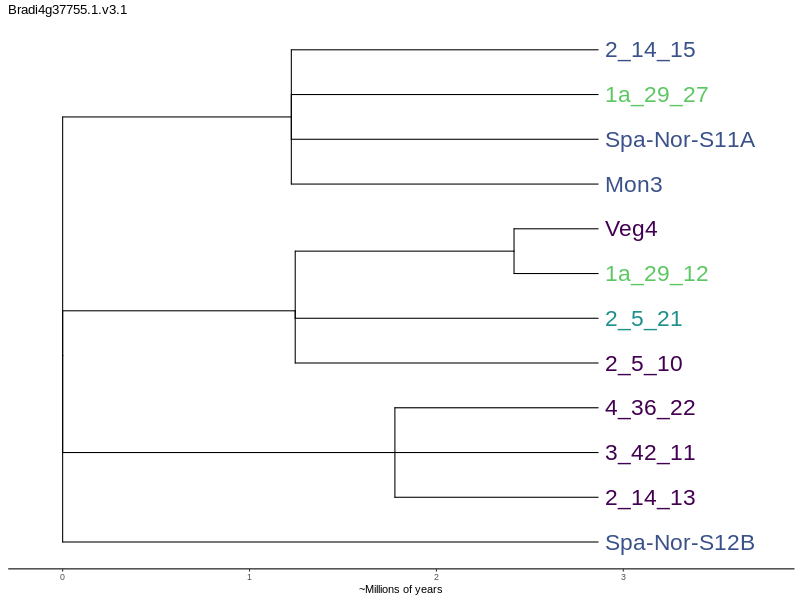 Bradi4g37755.1.v3.1
2_14_15
1a_29_27
Spa-Nor-S11A
Mon3
Veg4
1a_29_12
2_5_21
2_5_10
4_36_22
3_42_11
2_14_13
Spa-Nor-S12B
0 1 2 3
~Millions of years